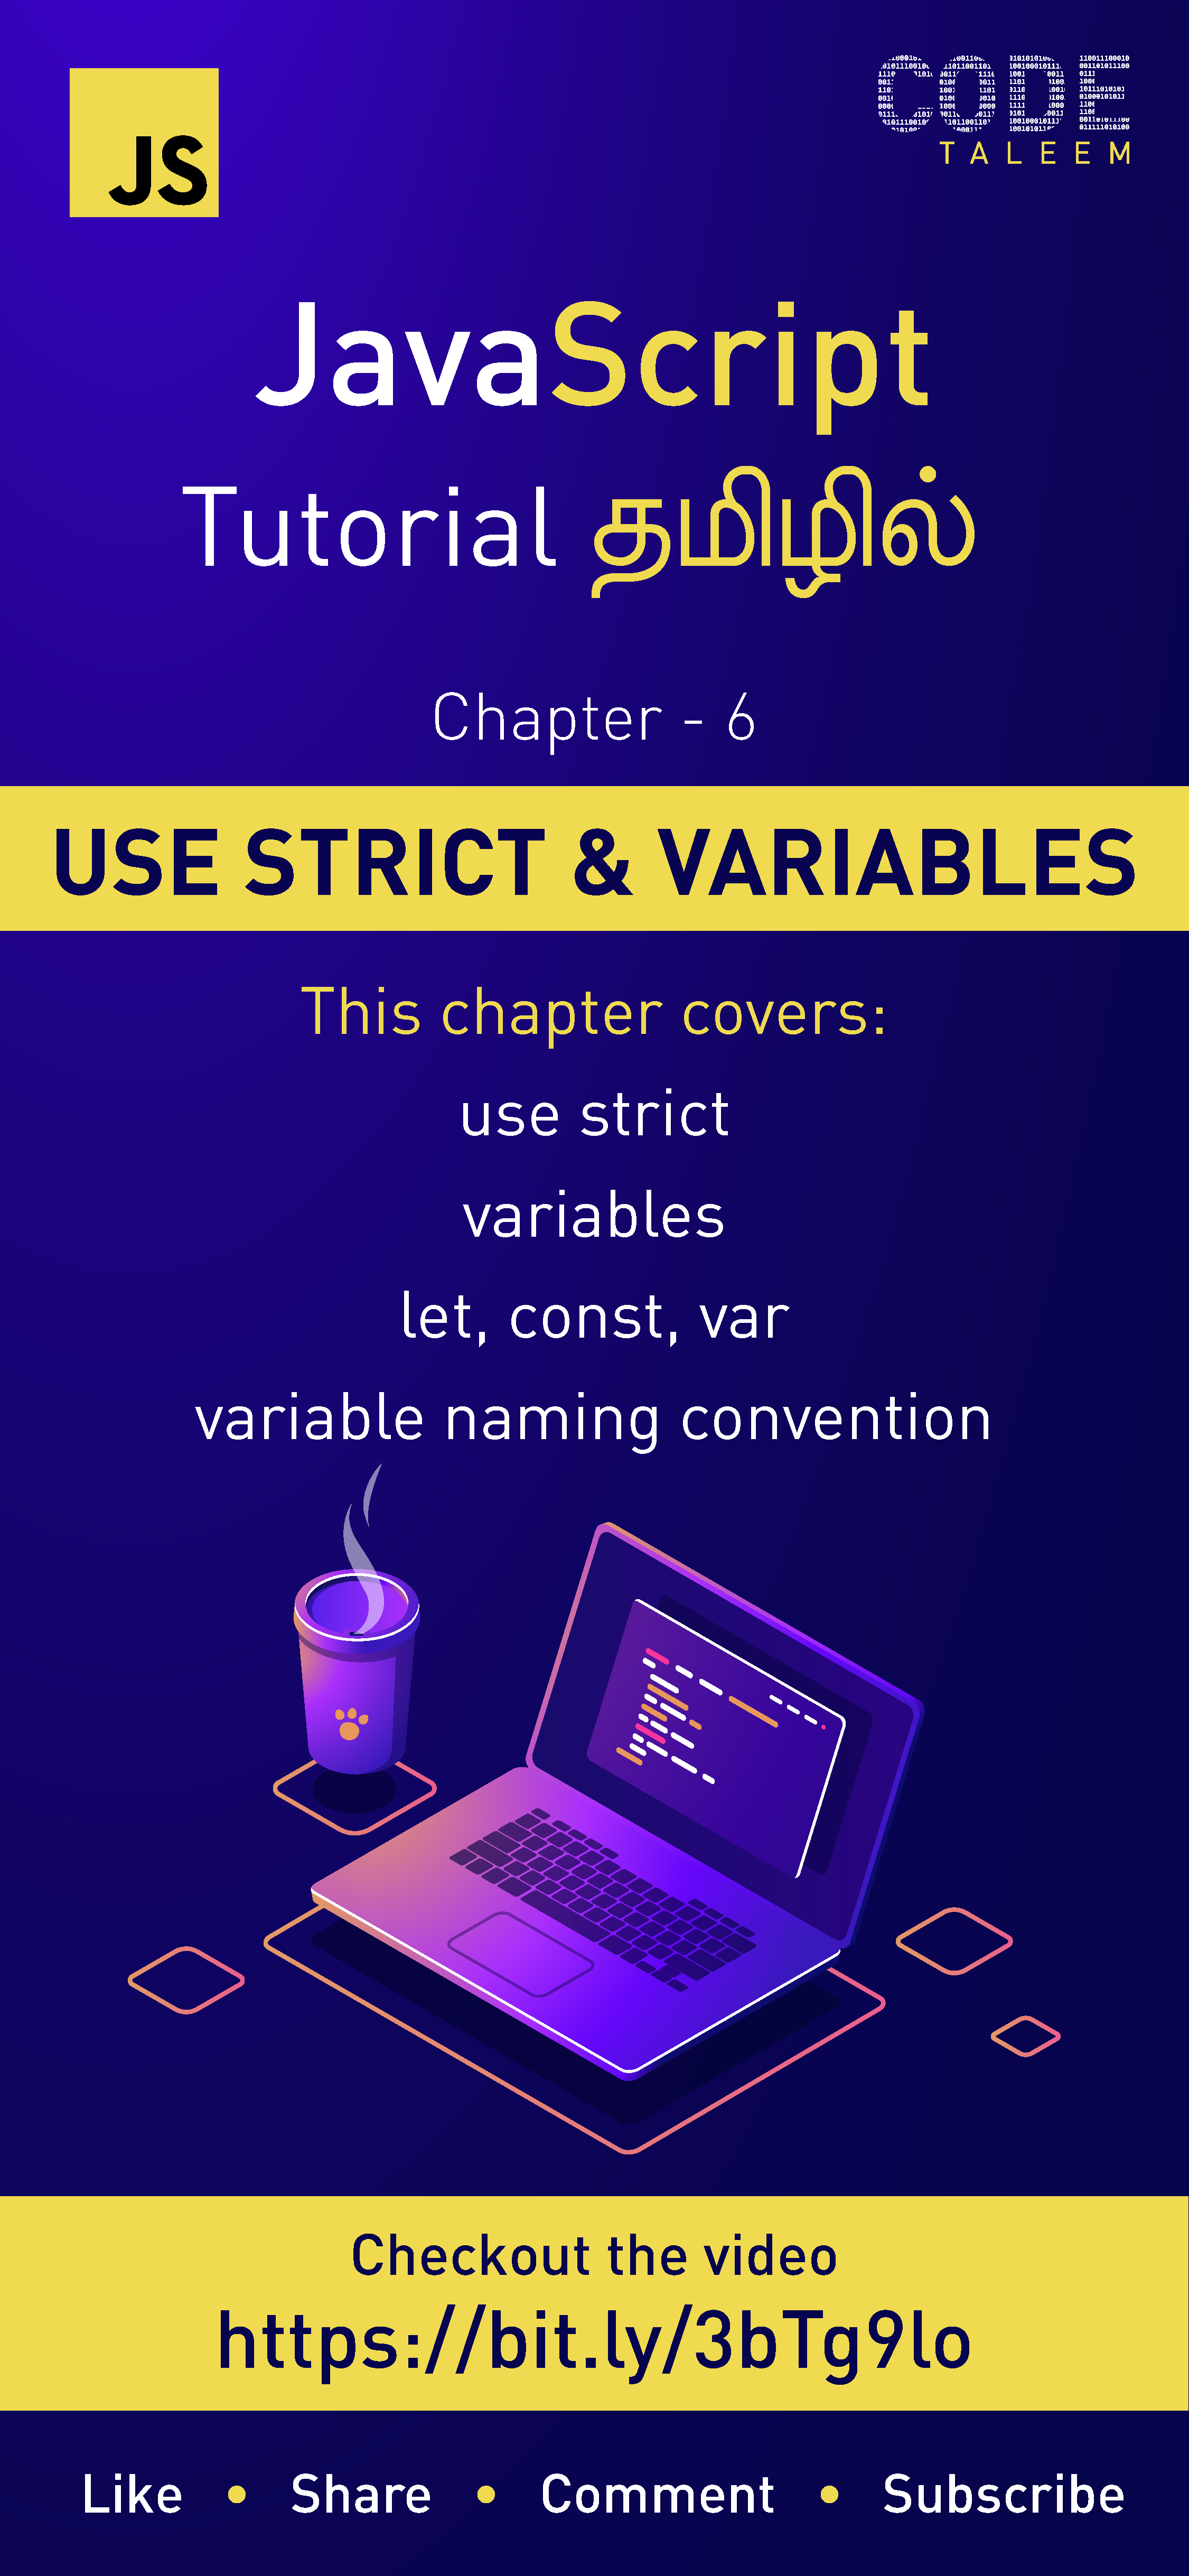 JS
CODE
TALEEM
JavaScript
Tutorial தமிழில்
Chapter - 6
USE STRICT & VARIABLES
This chapter covers:
use strict
variables
let, const, var
variable naming convention
Checkout the video
https://bit.ly/3bTg9lo
Like • Share • Comment • Subscribe